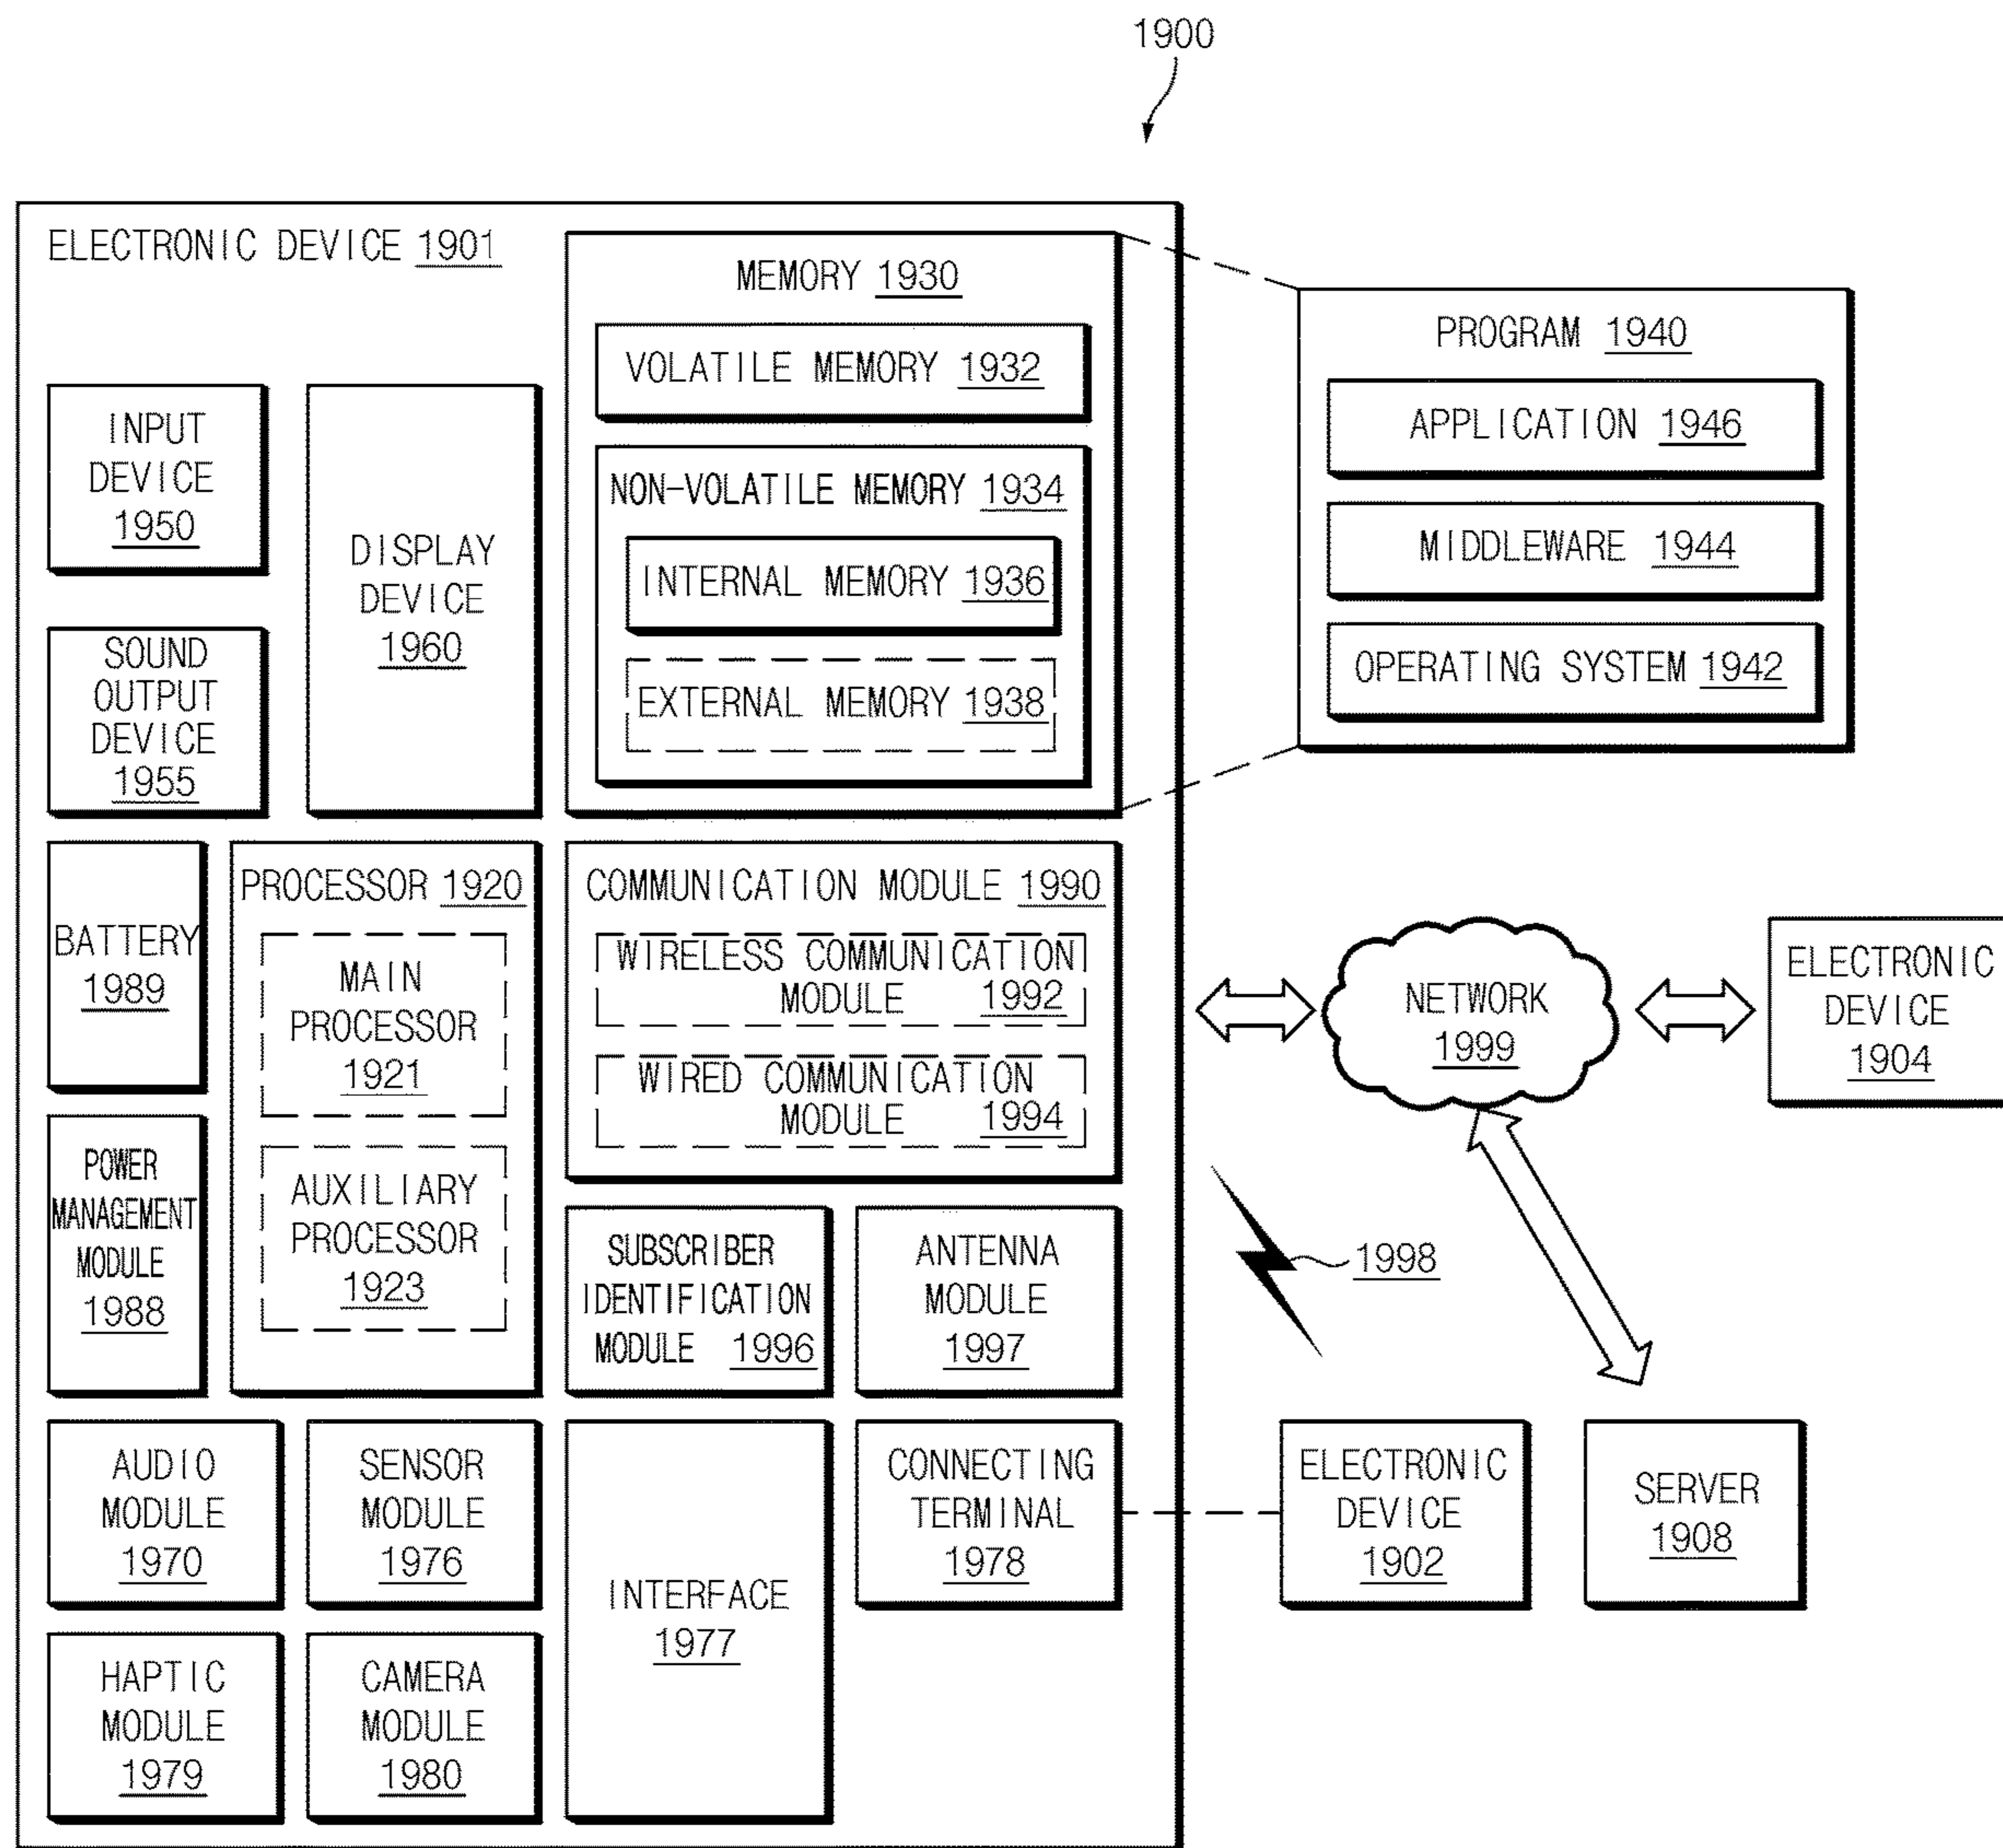 1900
ELECTRONIC DEVICE 1901
MEMORY 1930
VOLATILE MEMORY 1932
NON-VOLATILE MEMORY 1934
INTERNAL MEMORY 1936
EXTERNAL MEMORY 1938
PROGRAM 1940
APPLICATION 1946
MIDDLEWARE 1944
OPERATING SYSTEM 1942
INPUT
DEVICE
1950
DISPLAY
DEVICE
1960
SOUND
OUTPUT
DEVICE
1955
BATTERY
1989
PROCESSOR 1920
MAIN
PROCESSOR
1921
AUXILIARY
PROCESSOR
1923
COMMUNICATION MODULE 1990
WIRELESS COMMUNICATION
MODULE 1992
WIRED COMMUNICATION
MODULE 1994
NETWORK
1999
ELECTRONIC
DEVICE
1904
POWER
MANAGEMENT
MODULE
1988
SUBSCRIBER
IDENTIFICATION
MODULE 1996
ANTENNA
MODULE
1997
1998
AUDIO
MODULE
1970
SENSOR
MODULE
1976
INTERFACE
1977
CONNECTING
TERMINAL
1978
ELECTRONIC
DEVICE
1902
SERVER
1908
HAPTIC
MODULE
1979
CAMERA
MODULE
1980